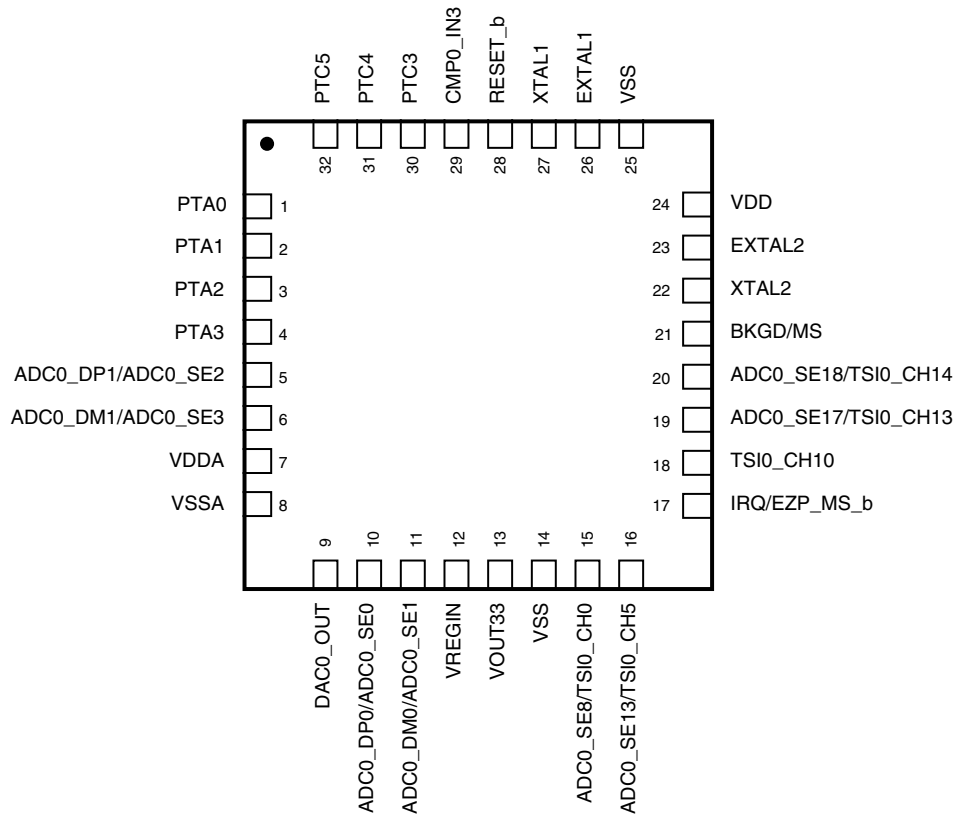 PTC5
PTC4
PTC3
CMP0_IN3
RESET_b
XTAL1
EXTAL1
VSS
32
31
30
29
28
27
26
25
PTA0 1
PTA1 2
PTA2 3
PTA3 4
ADC0_DP1/ADC0_SE2 5
ADC0_DM1/ADC0_SE3 6
VDDA 7
VSSA 8
24 VDD
23 EXTAL2
22 XTAL2
21 BKGD/MS
20 ADC0_SE18/TSI0_CH14
19 ADC0_SE17/TSI0_CH13
18 TSI0_CH10
17 IRQ/EZP_MS_b
9
10
11
12
13
14
15
16
DAC0_OUT
ADC0_DP0/ADC0_SE0
ADC0_DM0/ADC0_SE1
VREGIN
VOUT33
VSS
ADC0_SE8/TSI0_CH0
ADC0_SE13/TSI0_CH5